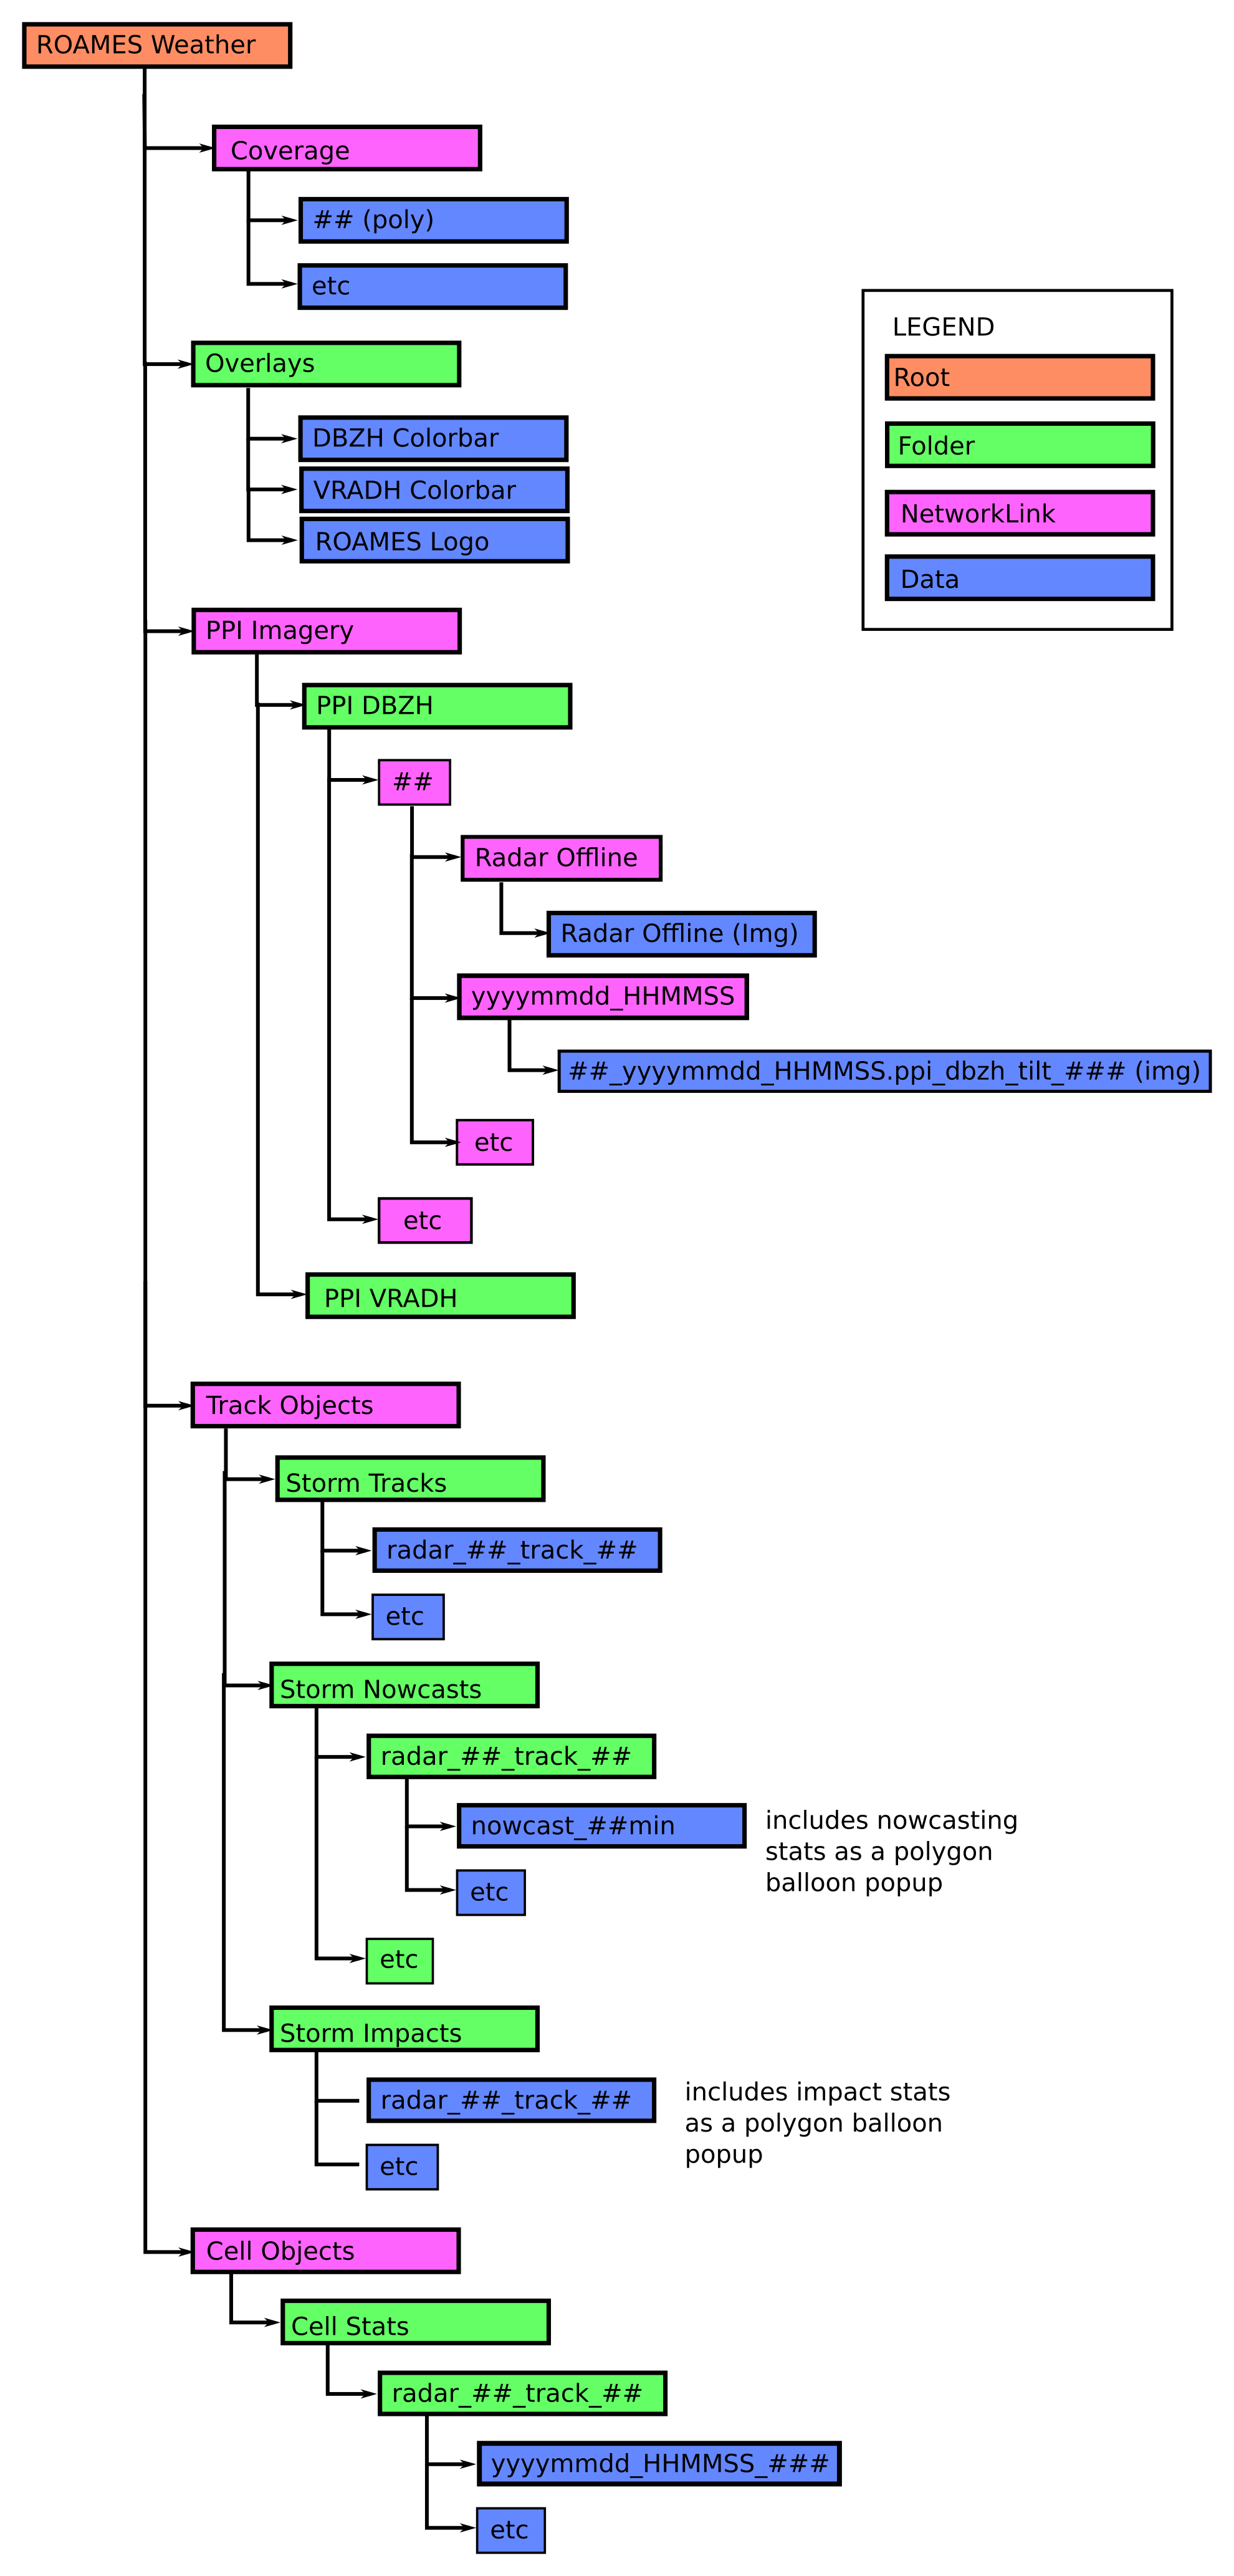 ROAMES Weather
Coverage
## (poly)
etc
LEGEND
Root
Folder
NetworkLink
Data
Overlays
DBZH Colorbar
VRADH Colorbar
ROAMES Logo
PPI Imagery
PPI DBZH
##
Radar Offline
Radar Offline (Img)
yyyymmdd_HHMMSS
##_yyyymmdd_HHMMSS.ppi_dbzh_tilt_### (img)
etc
etc
PPI VRADH
Track Objects
Storm Tracks
radar_##_track_##
etc
Storm Nowcasts
radar_##_track_##
nowcast_##min
includes nowcasting
stats as a polygon
balloon popup
etc
etc
Storm Impacts
radar_##_track_##
includes impact stats
as a polygon balloon
popup
etc
Cell Objects
Cell Stats
radar_##_track_##
yyyymmdd_HHMMSS_###
etc